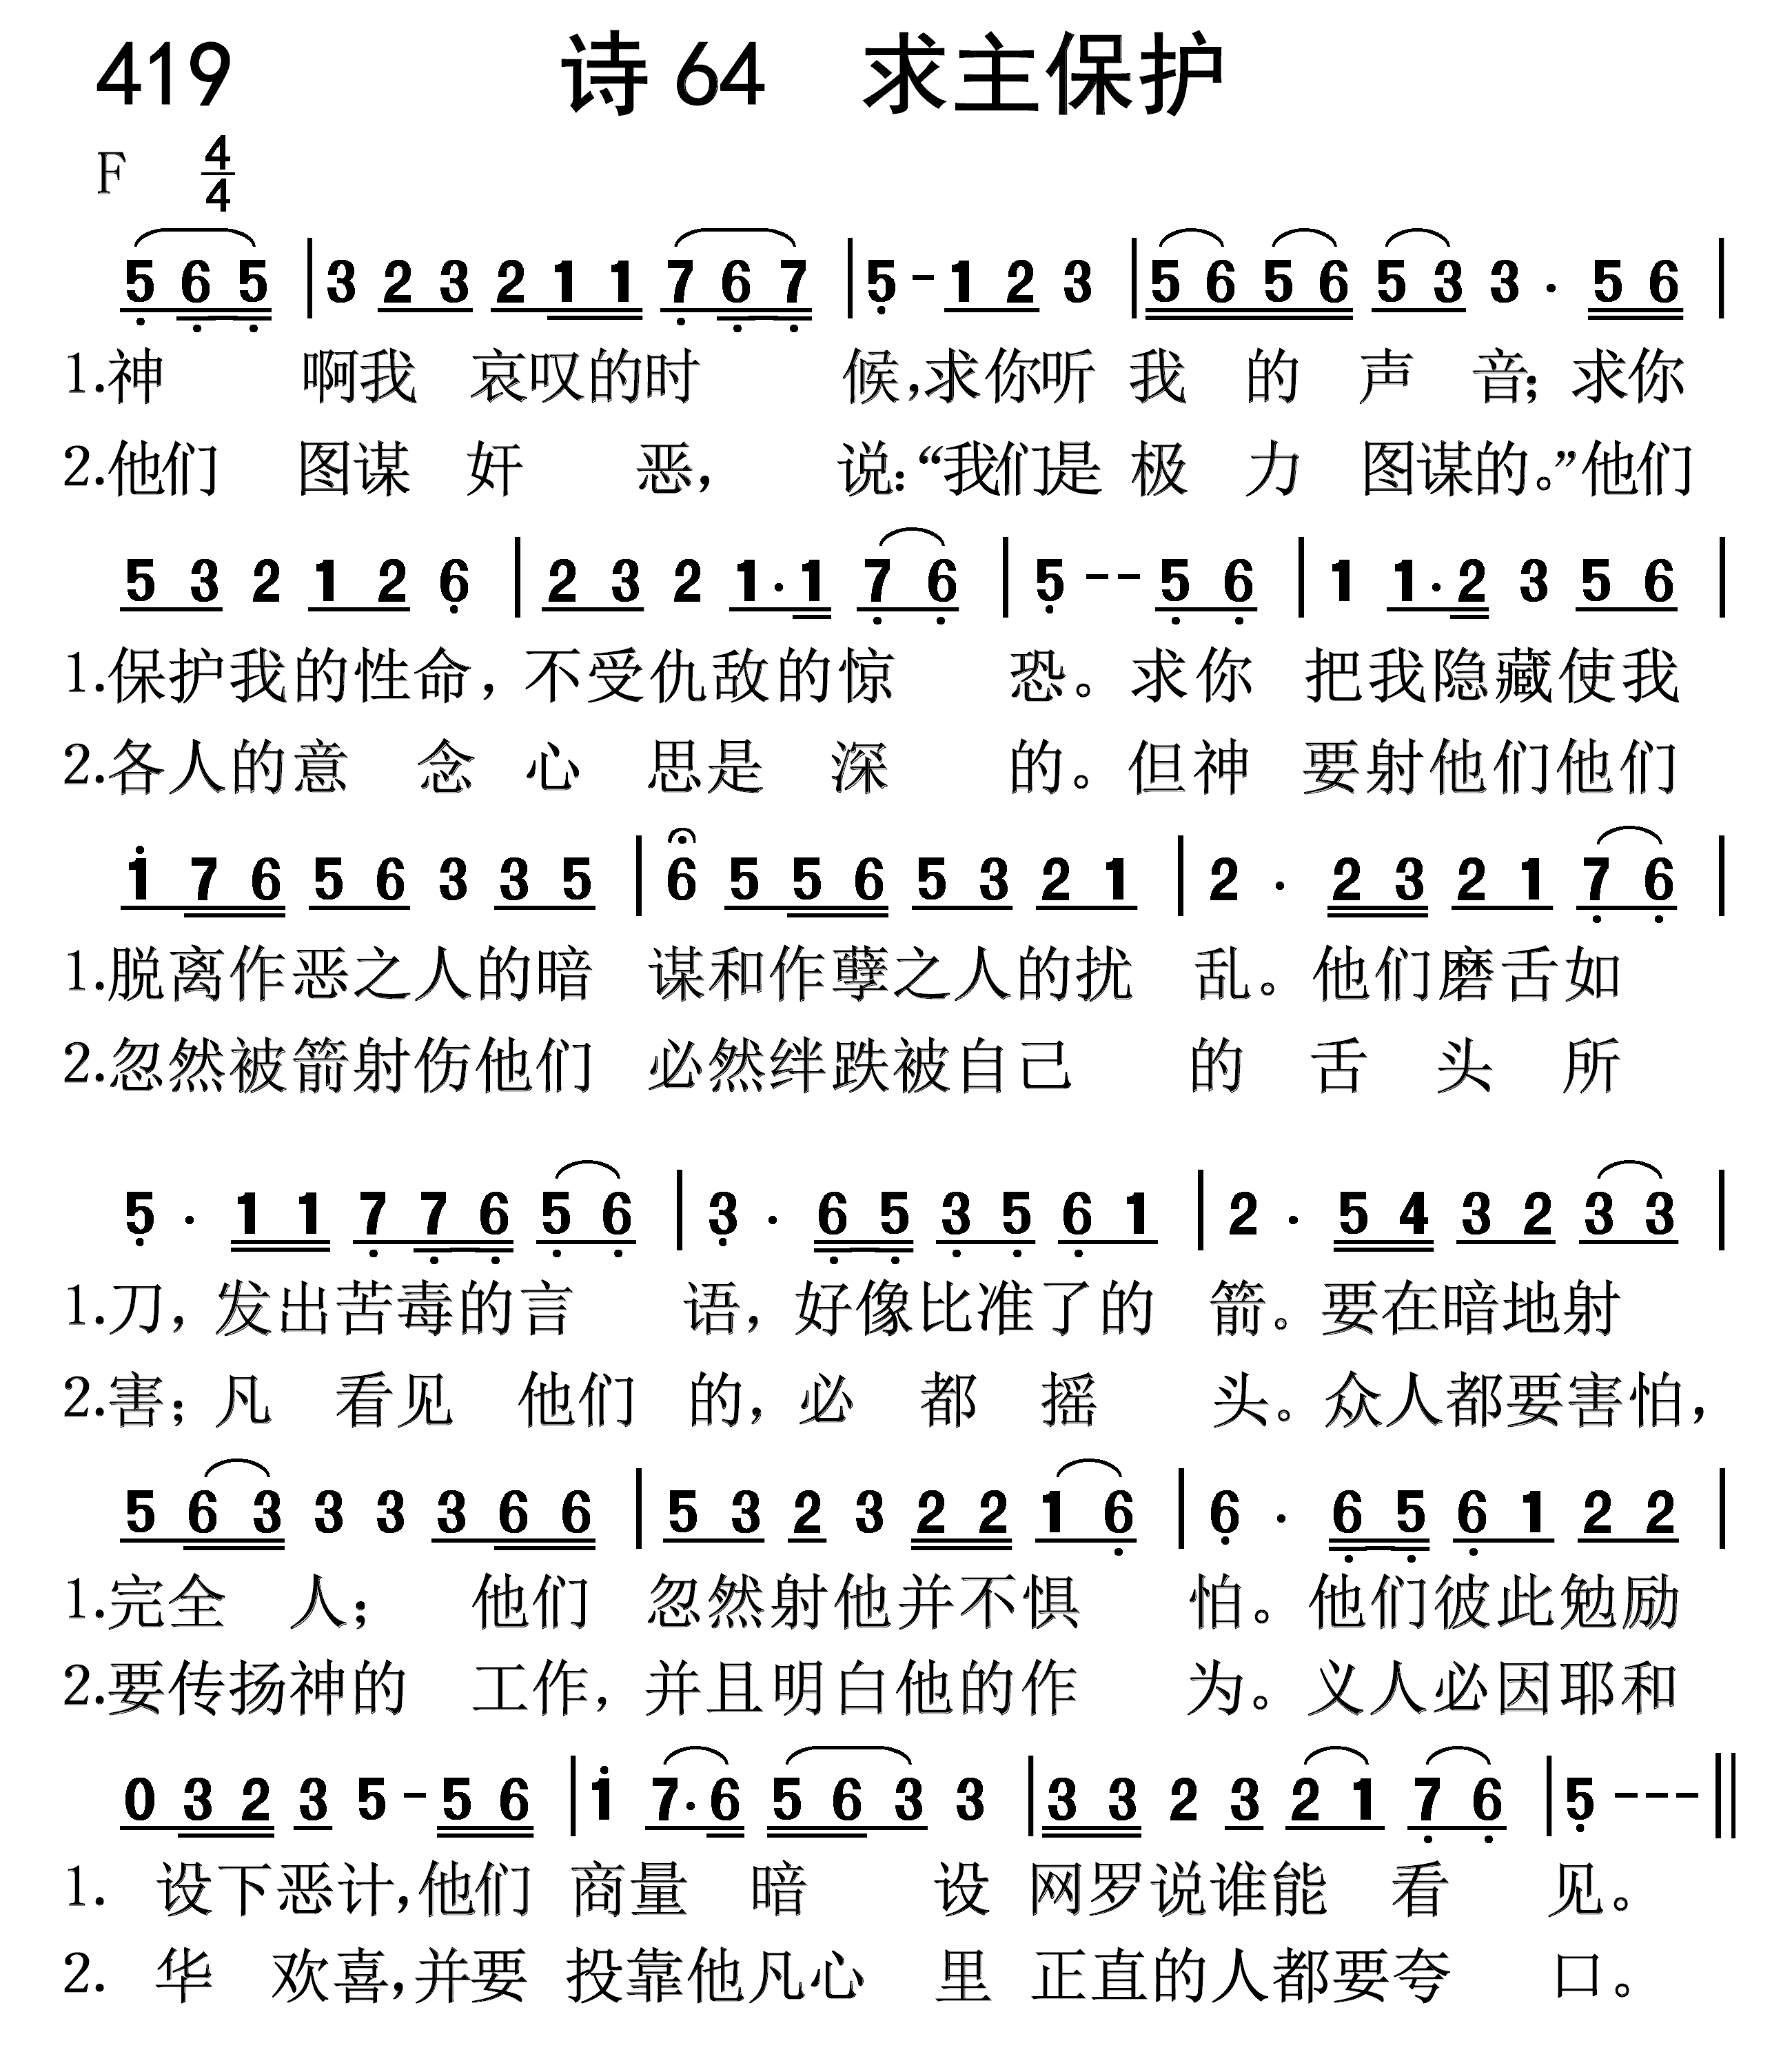 419 诗64 求主保护
F 4/4
5 6 5 | 3 2 3 2 1 1 7 6 7 | 5 - 1 2 3 | 5 6 5 6 5 3 3 · 5 6 |
1.神 啊我 哀叹的时 候,求你听 我 的 声 音; 求你
2.他们 图谋 奸 恶, 说:“我们是 极 力 图谋的。”他们
5 3 2 1 2 6 | 2 3 2 1·1 7 6 | 5 -- 5 6 | 1 1·2 3 5 6 |
1.保护我的性命, 不受仇敌的惊 恐。求你 把我隐藏使我
2.各人的意 念 心 思是 深 的。但神 要射他们他们
1 7 6 5 6 3 3 5 | 6 5 5 6 5 3 2 1 | 2 · 2 3 2 1 7 6 |
1.脱离作恶之人的暗 谋和作孽之人的扰 乱。他们磨舌如
2.忽然被箭射伤他们 必然绊跌被自己 的 舌 头 所
5 · 1 1 7 7 6 5 6 | 3 · 6 5 3 5 6 1 | 2 · 5 4 3 2 3 3 |
1.刀, 发出苦毒的言 语, 好像比准了的 箭。要在暗地射
2.害; 凡 看见 他们 的, 必 都 摇 头。众人都要害怕,
5 6 3 3 3 3 6 6 | 5 3 2 3 2 2 1 6 | 6 · 6 5 6 1 2 2 |
1.完全 人; 他们 忽然射他并不惧 怕。他们彼此勉励
2.要传扬神的 工作, 并且明白他的作 为。义人必因耶和
0 3 2 3 5 - 5 6 | 1 7·6 5 6 3 3 | 3 3 2 3 2 1 7 6 | 5 --- ||
1. 设下恶计,他们 商量 暗 设 网罗说谁能 看 见。
2. 华 欢喜,并要 投靠他凡心 里 正直的人都要夸 口。